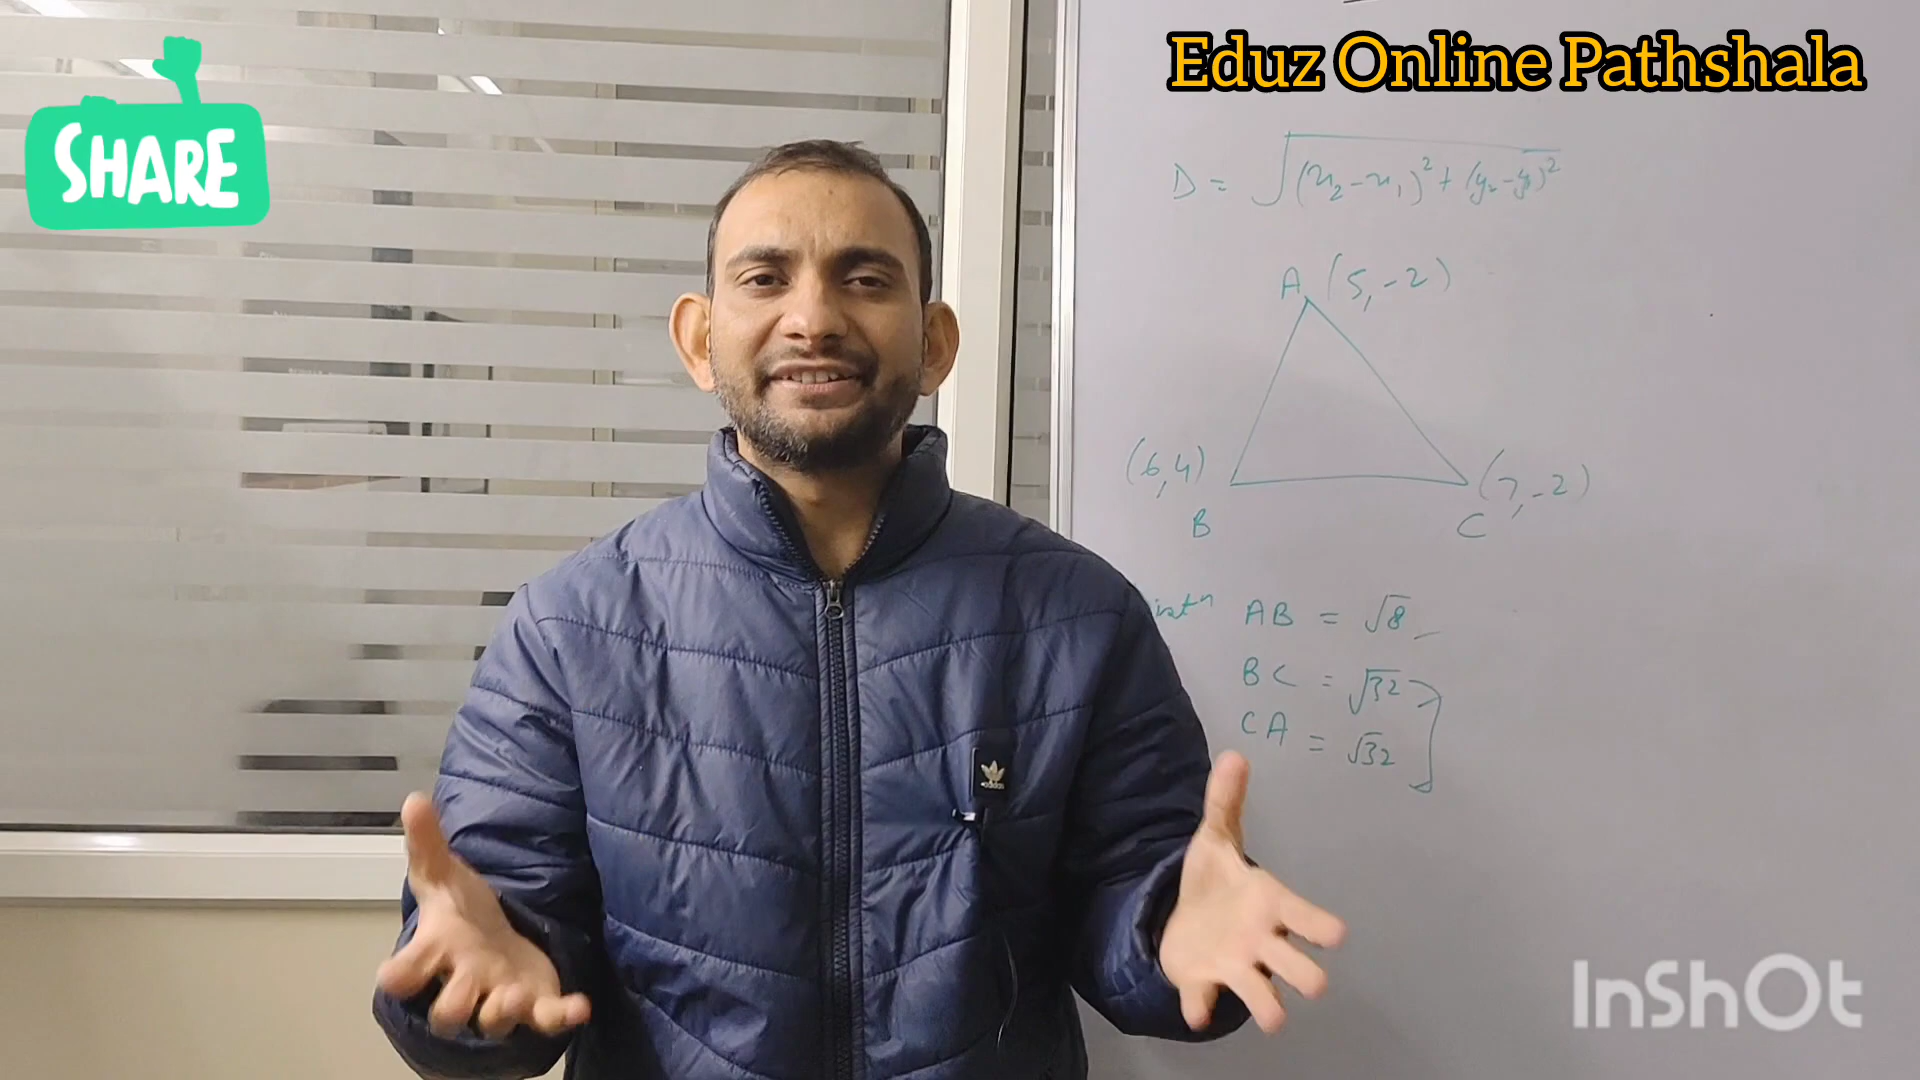 Eduz Online Pathshala
SHARE
D = √(x₂-x₁)²+(y₂-y₁)²
A (5,-2)
(6,4)
(7,-2)
B
C
AB = √8
BC = √32
CA = √32
adidas
InShOt